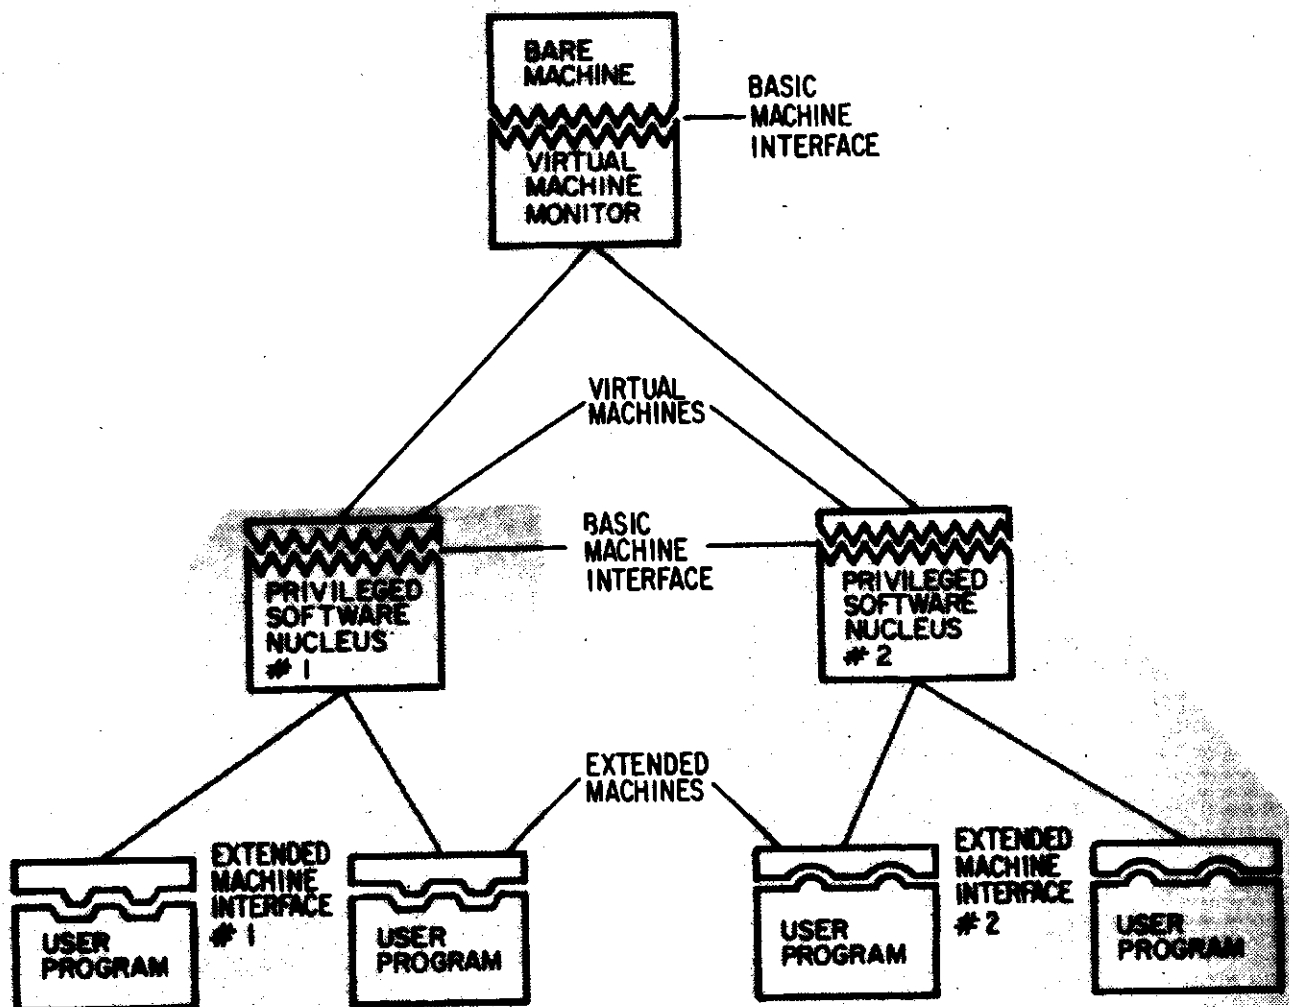 BARE
MACHINE
BASIC
MACHINE
INTERFACE
VIRTUAL
MACHINE
MONITOR
VIRTUAL
MACHINES
BASIC
MACHINE
INTERFACE
PRIVILEGED
SOFTWARE
NUCLEUS
# 1
PRIVILEGED
SOFTWARE
NUCLEUS
# 2
EXTENDED
MACHINES
EXTENDED
MACHINE
INTERFACE
# 1
EXTENDED
MACHINE
INTERFACE
# 2
USER
PROGRAM
USER
PROGRAM
USER
PROGRAM
USER
PROGRAM